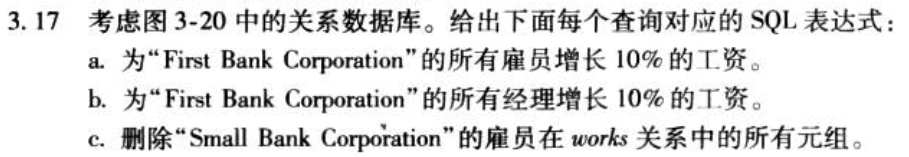 3.17 考虑图 3-20 中的关系数据库。给出下面每个查询对应的 SQL 表达式：
a. 为“First Bank Corporation”的所有雇员增长 10% 的工资。
b. 为“First Bank Corporation”的所有经理增长 10% 的工资。
c. 删除“Small Bank Corporation”的雇员在 works 关系中的所有元组。